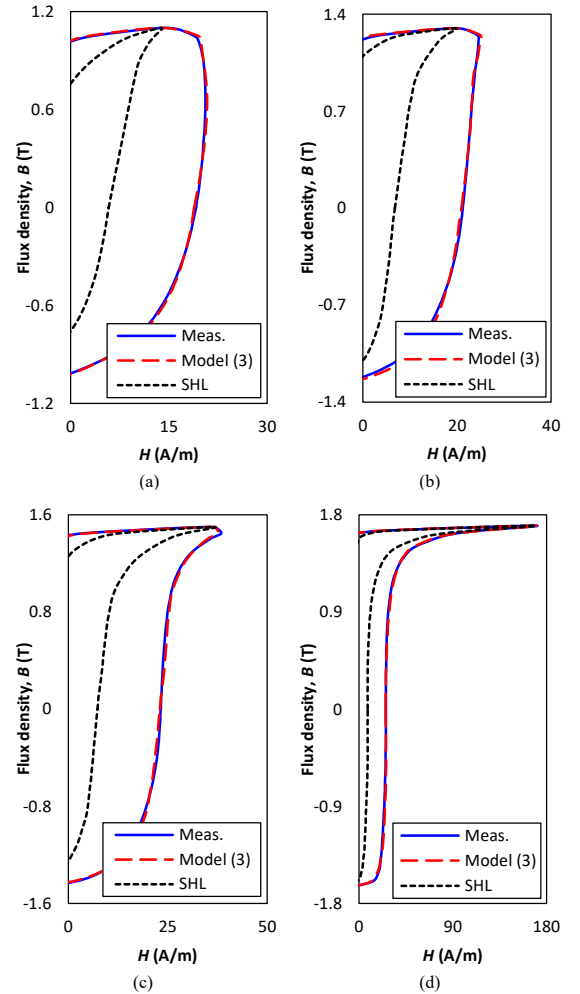 1.2
0.6
0
-0.6
-1.2
Flux density, B (T)
Meas.
Model (3)
SHL
0
15
30
H (A/m)
(a)
1.4
0.7
0
-0.7
-1.4
Flux density, B (T)
Meas.
Model (3)
SHL
0
20
40
H (A/m)
(b)
1.6
0.8
0
-0.8
-1.6
Flux density, B (T)
Meas.
Model (3)
SHL
0
25
50
H (A/m)
(c)
1.8
0.9
0
-0.9
-1.8
Flux density, B (T)
Meas.
Model (3)
SHL
0
90
180
H (A/m)
(d)